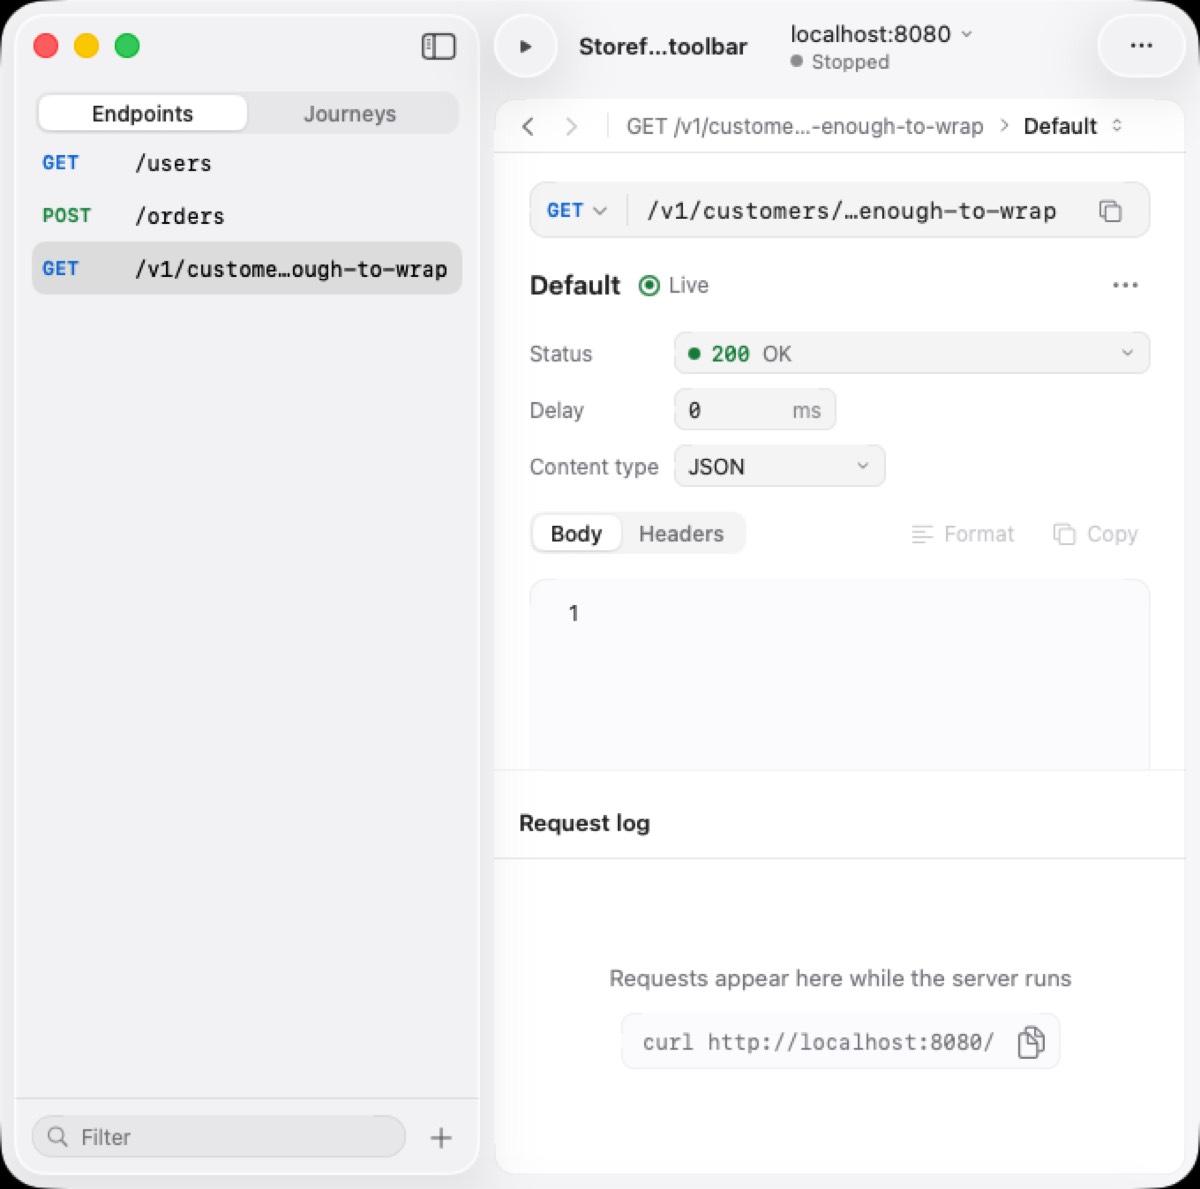 Storef...toolbar
localhost:8080
Stopped
Endpoints Journeys
GET /users
POST /orders
GET /v1/custome…ough-to-wrap
Filter
GET /v1/custome...-enough-to-wrap > Default
GET /v1/customers/…enough-to-wrap
Default Live
Status 200 OK
Delay 0 ms
Content type JSON
Body Headers Format Copy
1
Request log
Requests appear here while the server runs
curl http://localhost:8080/